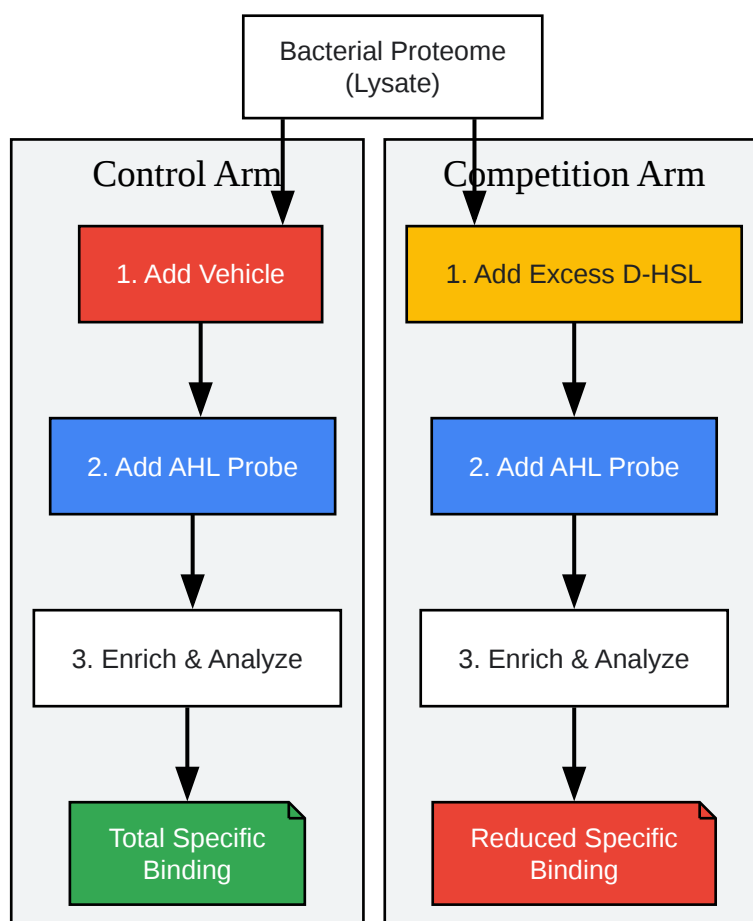 Bacterial Proteome
(Lysate)
Control Arm
1. Add Vehicle
2. Add AHL Probe
3. Enrich & Analyze
Total Specific
Binding
Competition Arm
1. Add Excess D-HSL
2. Add AHL Probe
3. Enrich & Analyze
Reduced Specific
Binding